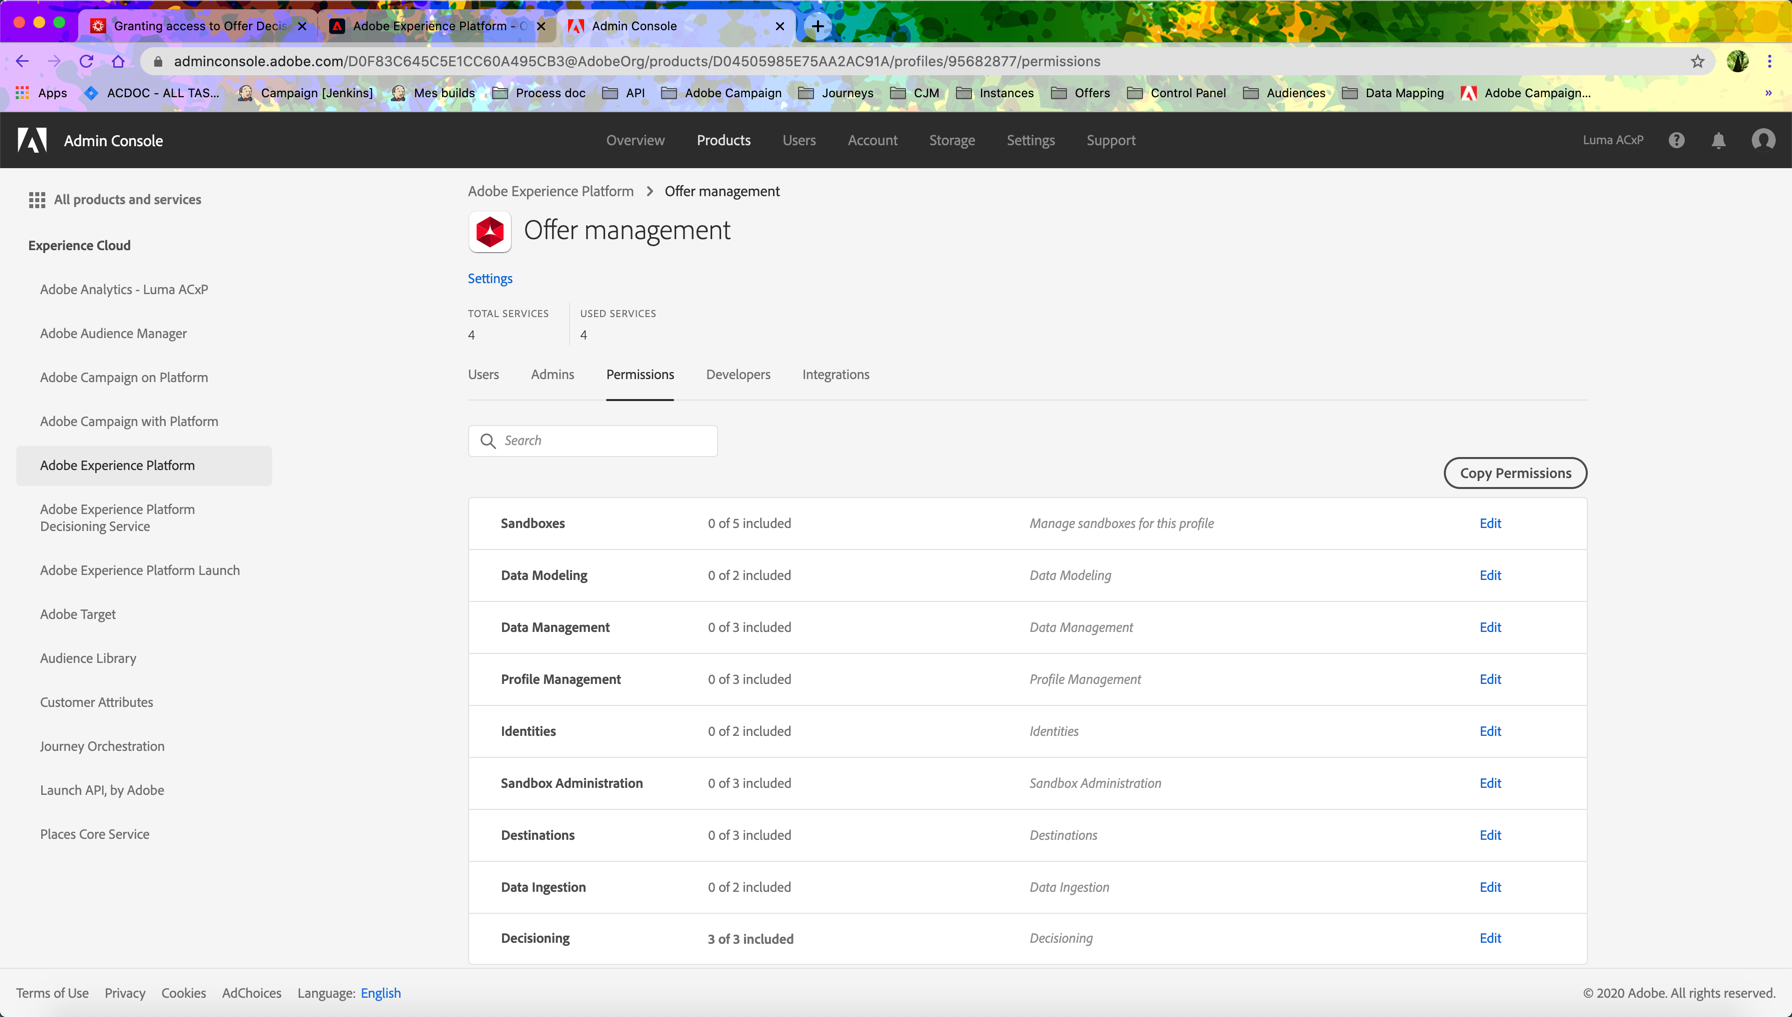 Granting access to Offer Decis
Adobe Experience Platform - O
Admin Console
adminconsole.adobe.com/D0F83C645C5E1CC60A495CB3@AdobeOrg/products/D04505985E75AA2AC91A/profiles/95682877/permissions
Apps ACDOC - ALL TAS... Campaign [Jenkins] Mes builds Process doc API Adobe Campaign Journeys CJM Instances Offers Control Panel Audiences Data Mapping Adobe Campaign... »
Admin Console Overview Products Users Account Storage Settings Support Luma ACxP
All products and services
Experience Cloud
Adobe Analytics - Luma ACxP
Adobe Audience Manager
Adobe Campaign on Platform
Adobe Campaign with Platform
Adobe Experience Platform
Adobe Experience Platform
Decisioning Service
Adobe Experience Platform Launch
Adobe Target
Audience Library
Customer Attributes
Journey Orchestration
Launch API, by Adobe
Places Core Service
Adobe Experience Platform > Offer management
Offer management
Settings
TOTAL SERVICES USED SERVICES
4 4
Users Admins Permissions Developers Integrations
Search
Copy Permissions
Sandboxes 0 of 5 included Manage sandboxes for this profile Edit
Data Modeling 0 of 2 included Data Modeling Edit
Data Management 0 of 3 included Data Management Edit
Profile Management 0 of 3 included Profile Management Edit
Identities 0 of 2 included Identities Edit
Sandbox Administration 0 of 3 included Sandbox Administration Edit
Destinations 0 of 3 included Destinations Edit
Data Ingestion 0 of 2 included Data Ingestion Edit
Decisioning 3 of 3 included Decisioning Edit
Terms of Use Privacy Cookies AdChoices Language: English © 2020 Adobe. All rights reserved.